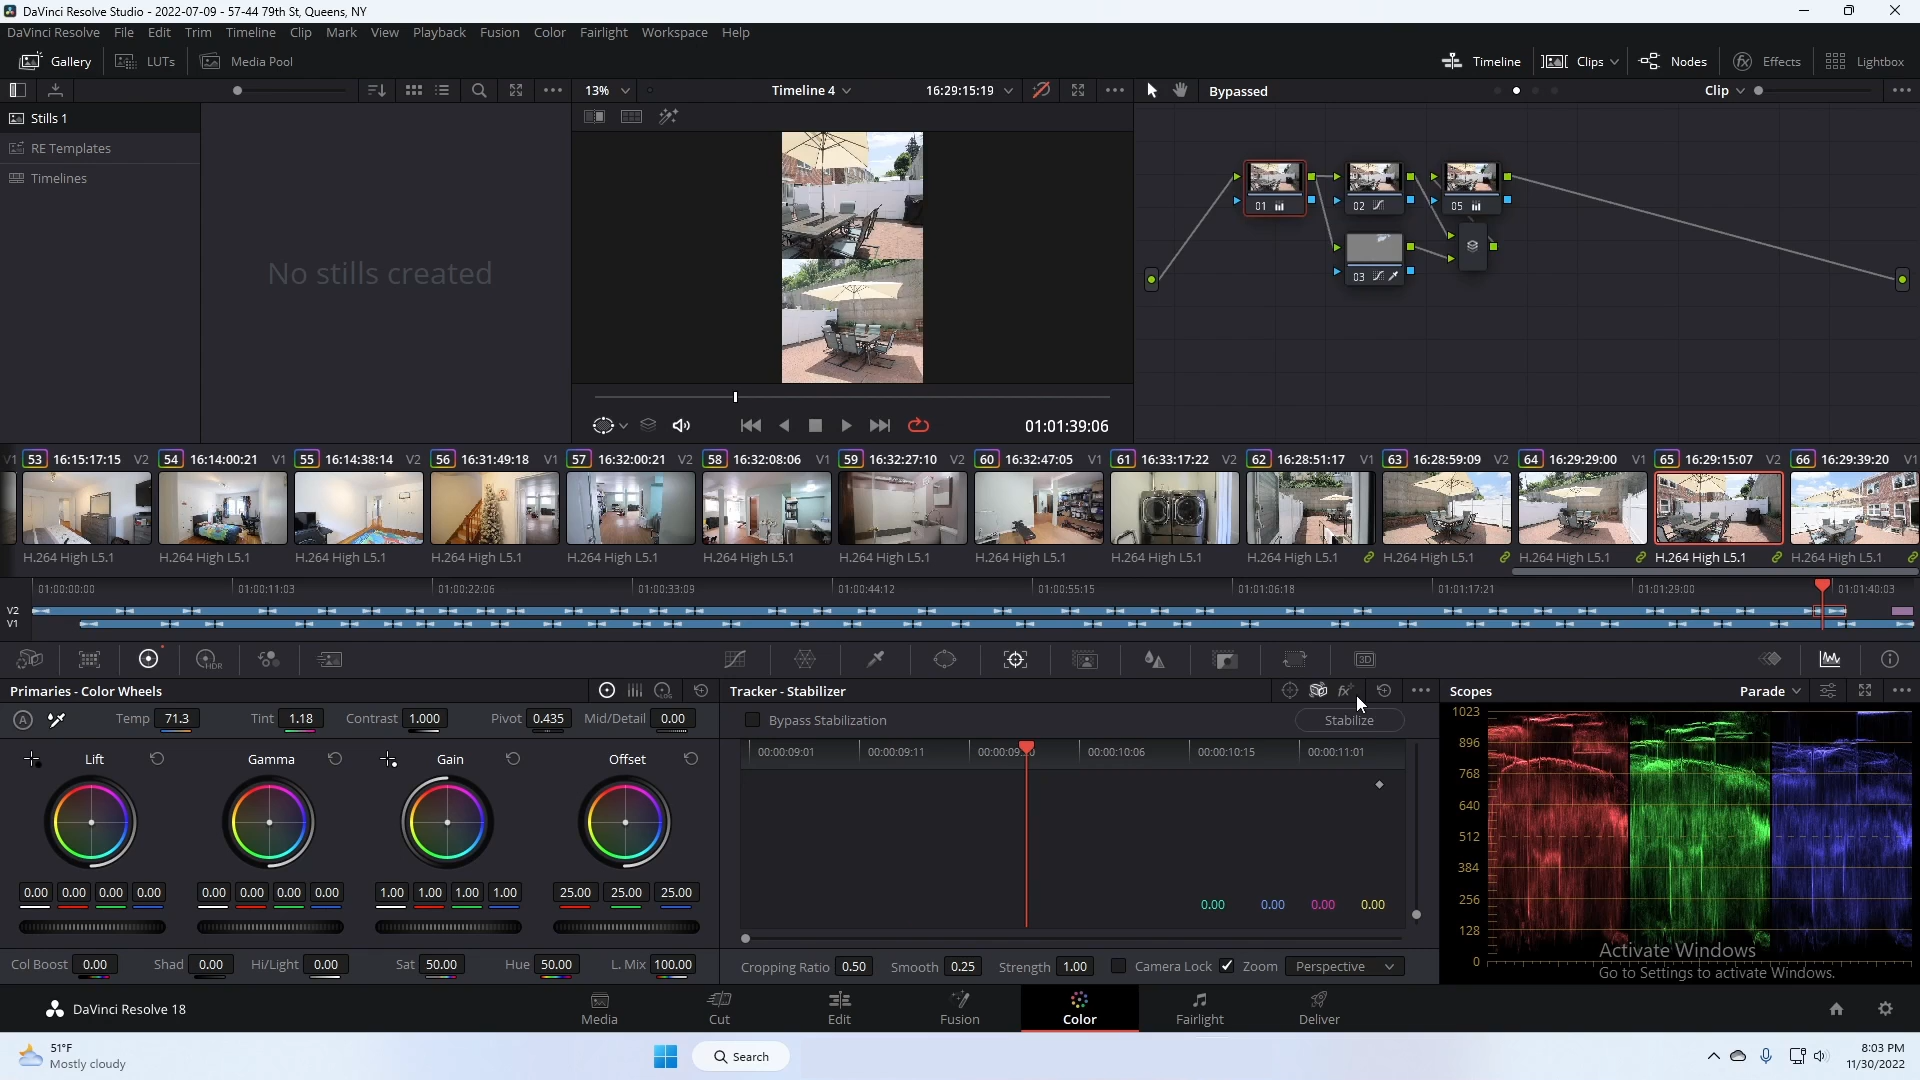 DaVinci Resolve Studio - 2022-07-09 - 57-44 79th St, Queens, NY
DaVinci Resolve File Edit Trim Timeline Clip Mark View Playback Fusion Color Fairlight Workspace Help
Gallery LUTs Media Pool Timeline Clips Nodes Effects Lightbox
13% Timeline 4 16:29:15:19 Bypassed Clip
Stills 1
RE Templates
Timelines
No stills created
01 02 05
03
01:01:39:06
V1 53 16:15:17:15 V2 54 16:14:00:21 V1 55 16:14:38:14 V2 56 16:31:49:18 V1 57 16:32:00:21 V2 58 16:32:08:06 V1 59 16:32:27:10 V2 60 16:32:47:05 V1 61 16:33:17:22 V2 62 16:28:51:17 V1 63 16:28:59:09 V2 64 16:29:29:00 V1 65 16:29:15:07 V2 66 16:29:39:20 V1
H.264 High L5.1 H.264 High L5.1 H.264 High L5.1 H.264 High L5.1 H.264 High L5.1 H.264 High L5.1 H.264 High L5.1 H.264 High L5.1 H.264 High L5.1 H.264 High L5.1 H.264 High L5.1 H.264 High L5.1 H.264 High L5.1 H.264 High L5.1
01:00:00:00 01:00:11:03 01:00:22:06 01:00:33:09 01:00:44:12 01:00:55:15 01:01:06:18 01:01:17:21 01:01:29:00 01:01:40:03
V2
V1
HDR 3D
Primaries - Color Wheels Tracker - Stabilizer fx Scopes Parade
A Temp 71.3 Tint 1.18 Contrast 1.000 Pivot 0.435 Mid/Detail 0.00 Bypass Stabilization Stabilize
00:00:09:01 00:00:09:11 00:00:10:06 00:00:10:15 00:00:11:01
Lift Gamma Gain Offset
1023
896
768
640
512
384
256
128
0
0.00 0.00 0.00 0.00 0.00 0.00 0.00 0.00 1.00 1.00 1.00 1.00 25.00 25.00 25.00
0.00 0.00 0.00 0.00
Col Boost 0.00 Shad 0.00 Hi/Light 0.00 Sat 50.00 Hue 50.00 L. Mix 100.00
Cropping Ratio 0.50 Smooth 0.25 Strength 1.00 Camera Lock Zoom Perspective
Activate Windows
Go to Settings to activate Windows.
DaVinci Resolve 18 Media Cut Edit Fusion Color Fairlight Deliver
51°F
Mostly cloudy
Search
8:03 PM
11/30/2022